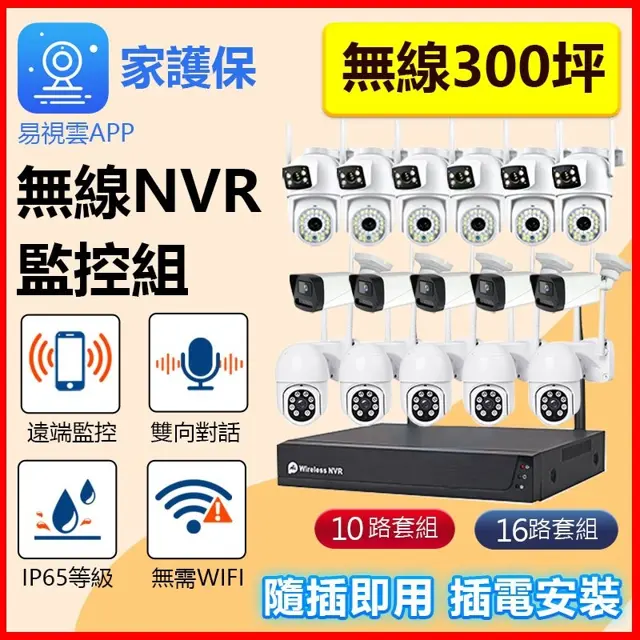 家護保
易視雲APP
無線300坪
無線NVR
監控組
遠端監控
雙向對話
IP65等級
無需WIFI
Wireless NVR
10路套組
16路套組
隨插即用 插電安裝